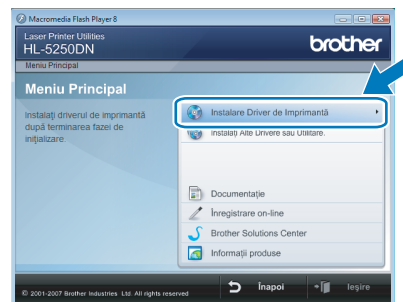 Macromedia Flash Player 8
Laser Printer Utilities
HL-5250DN
brother
Meniu Principal
Meniu Principal
Instalaţi driverul de imprimantă
după terminarea fazei de
iniţializare.
Instalare Driver de Imprimantă
Instalaţi Alte Drivere sau Utilitare.
Documentaţie
Înregistrare on-line
Brother Solutions Center
Informaţii produse
© 2001-2007 Brother Industries Ltd. All rights reserved
Înapoi
Ieşire